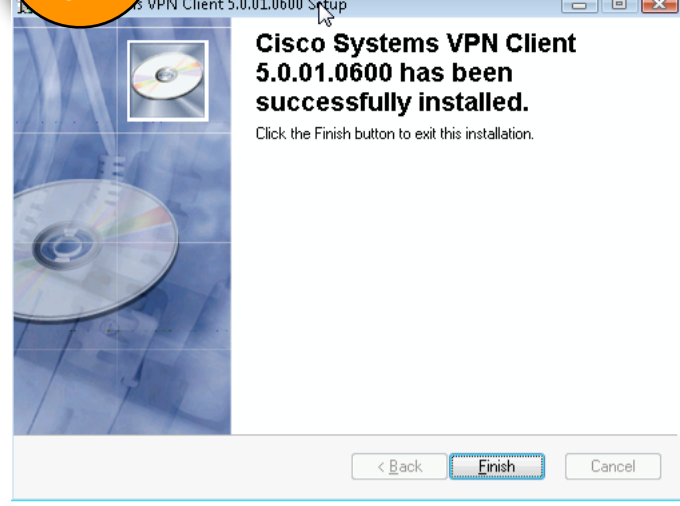 s VPN Client 5.0.01.0600 Setup
Cisco Systems VPN Client
5.0.01.0600 has been
successfully installed.
Click the Finish button to exit this installation.
< Back
Finish
Cancel